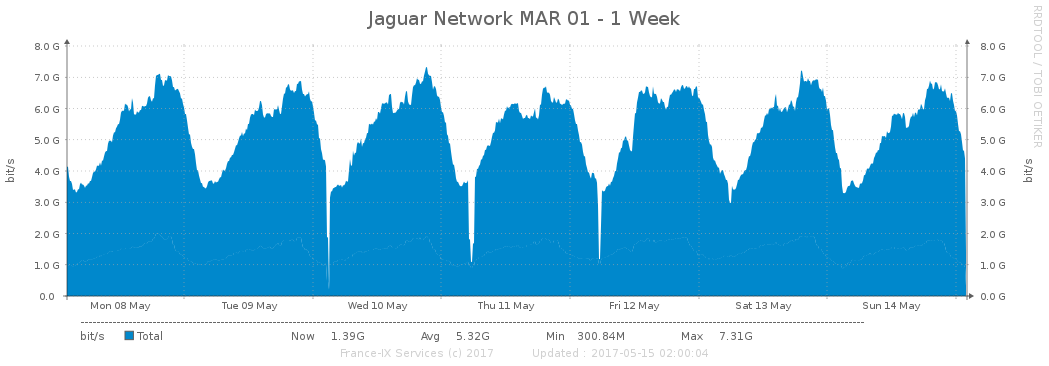 Jaguar Network MAR 01 - 1 Week
RRDTOOL / TOBI OETIKER
bit/s
8.0 G 8.0 G
7.0 G 7.0 G
6.0 G 6.0 G
5.0 G 5.0 G
4.0 G 4.0 G
3.0 G 3.0 G
2.0 G 2.0 G
1.0 G 1.0 G
0.0 0.0 G
bit/s
Mon 08 May Tue 09 May Wed 10 May Thu 11 May Fri 12 May Sat 13 May Sun 14 May
bit/s Total Now 1.39G Avg 5.32G Min 300.84M Max 7.31G
France-IX Services (c) 2017 Updated : 2017-05-15 02:00:04